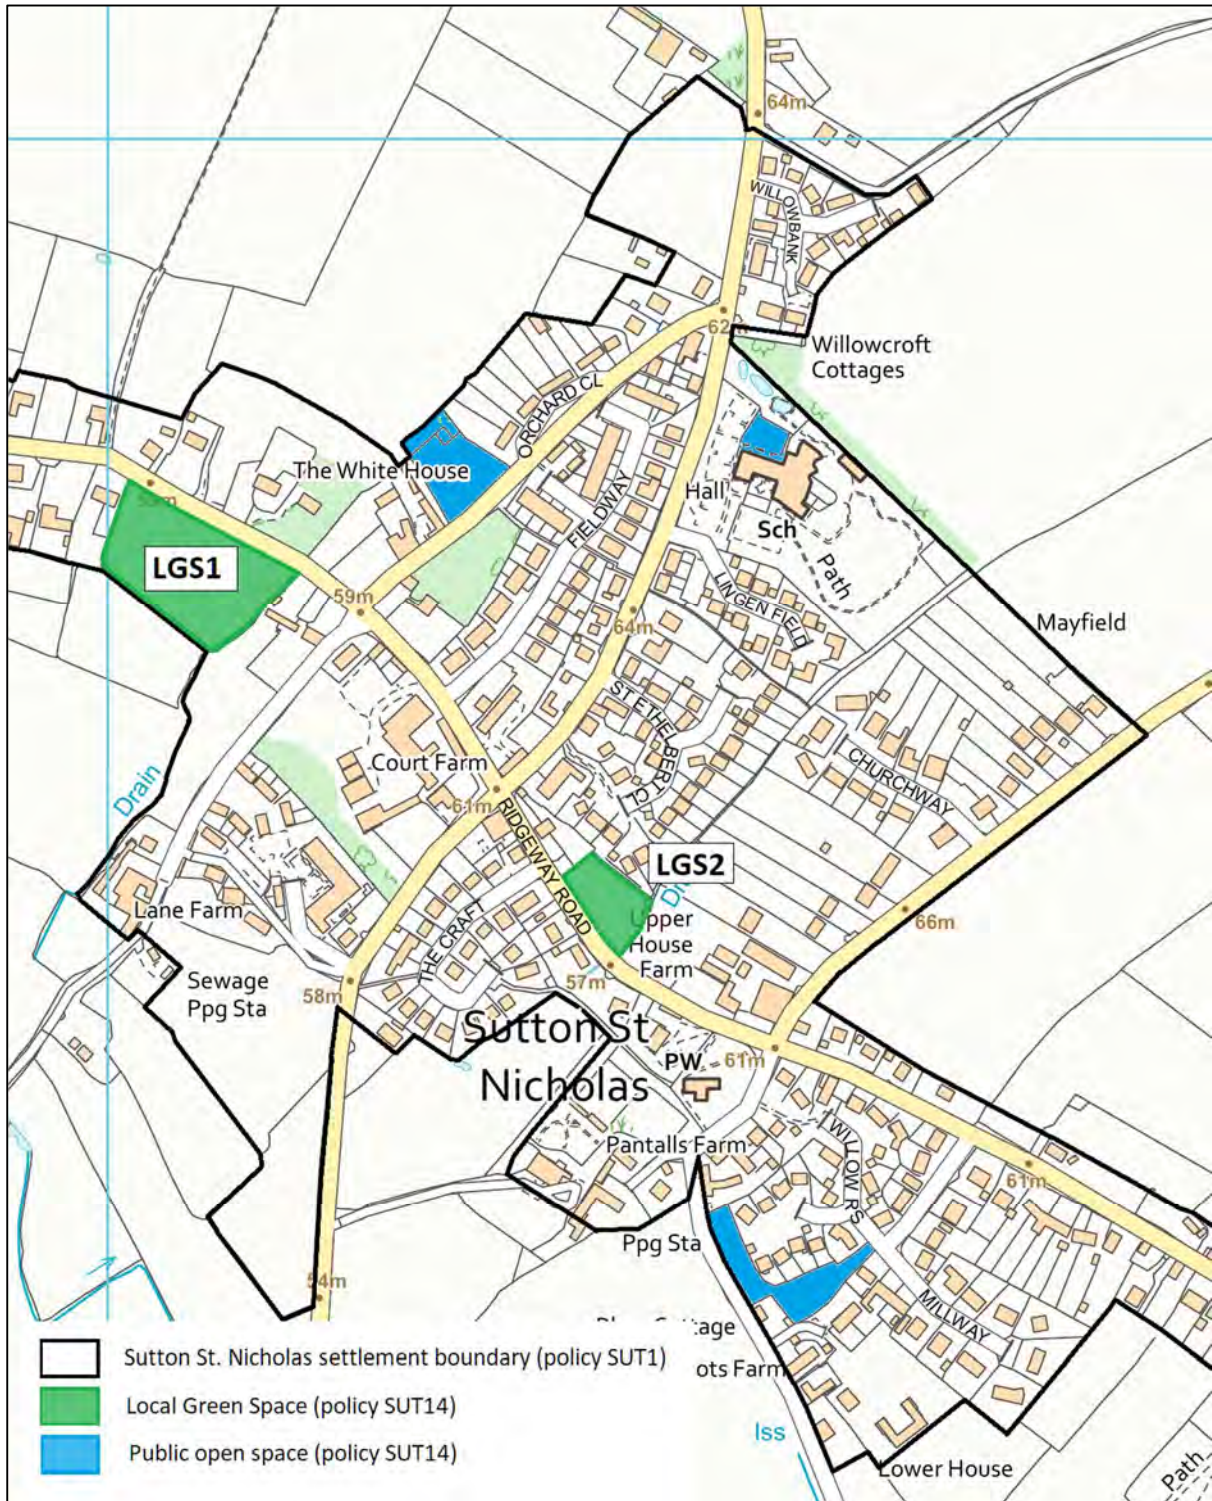 64m
WILLOWBANK
62m
Willowcroft
Cottages
ORCHARD CL
The White House
FIELDWAY
Hall
Sch
Path
LGS1
59m
LINGEN FIELD
64m
Mayfield
ST ETHELBERT CL
Court Farm
CHURCHWAY
Drain
61m
RIDGEWAY ROAD
LGS2
Upper
House
Farm
66m
Lane Farm
THE CRAFT
Sewage
Ppg Sta
58m
57m
Sutton St
Nicholas
PW
61m
Pantalls Farm
WILLOW RS
61m
Ppg Sta
54m
MILLWAY
Cottage
ots Farm
Iss
Lower House
Path
Sutton St. Nicholas settlement boundary (policy SUT1)
Local Green Space (policy SUT14)
Public open space (policy SUT14)